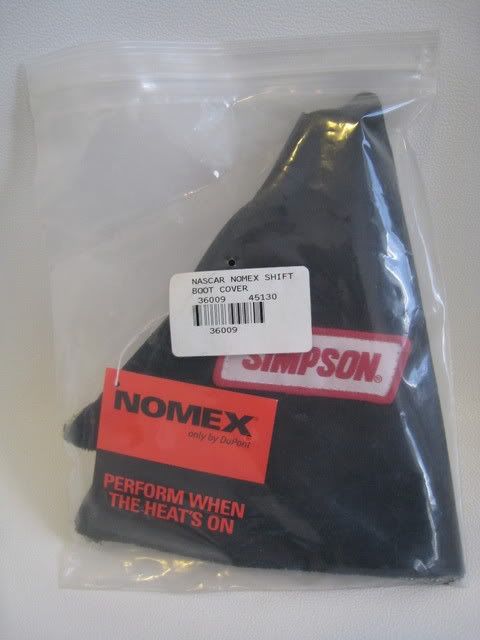 NASCAR NOMEX SHIFT
BOOT COVER
36009 45130
36009
SIMPSON®
NOMEX®
only by DuPont
PERFORM WHEN
THE HEAT'S ON